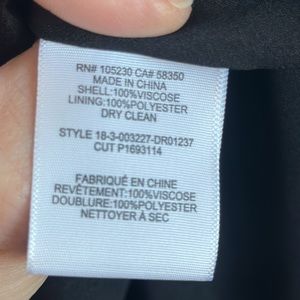 RN# 105230 CA# 58350
MADE IN CHINA
SHELL:100%VISCOSE
LINING:100%POLYESTER
DRY CLEAN
STYLE 18-3-003227-DR01237
CUT P1693114
FABRIQUÉ EN CHINE
REVÊTEMENT:100%VISCOSE
DOUBLURE:100%POLYESTER
NETTOYER À SEC